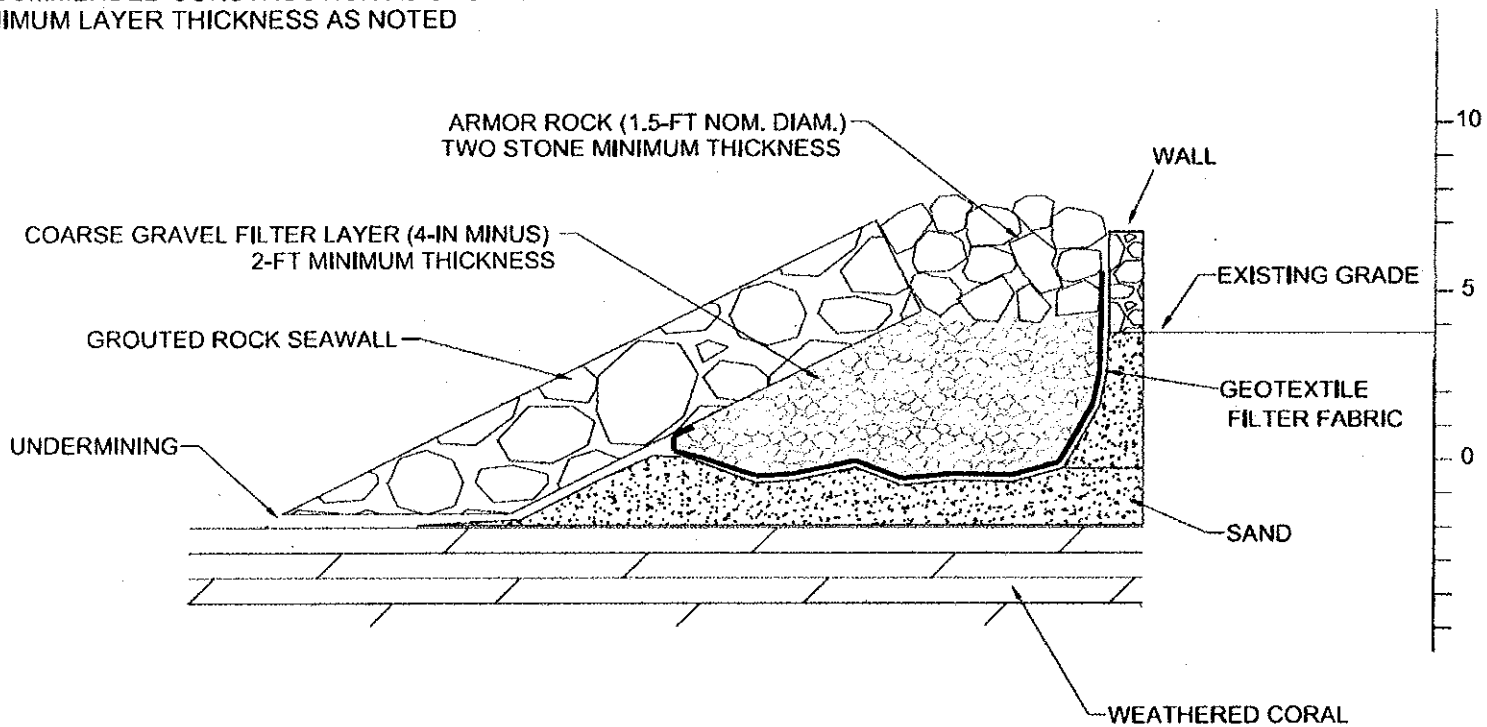 NIMUM LAYER THICKNESS AS NOTED
ARMOR ROCK (1.5-FT NOM. DIAM.)
TWO STONE MINIMUM THICKNESS
10
WALL
COARSE GRAVEL FILTER LAYER (4-IN MINUS)
2-FT MINIMUM THICKNESS
EXISTING GRADE
5
GROUTED ROCK SEAWALL
GEOTEXTILE
FILTER FABRIC
UNDERMINING
0
SAND
WEATHERED CORAL